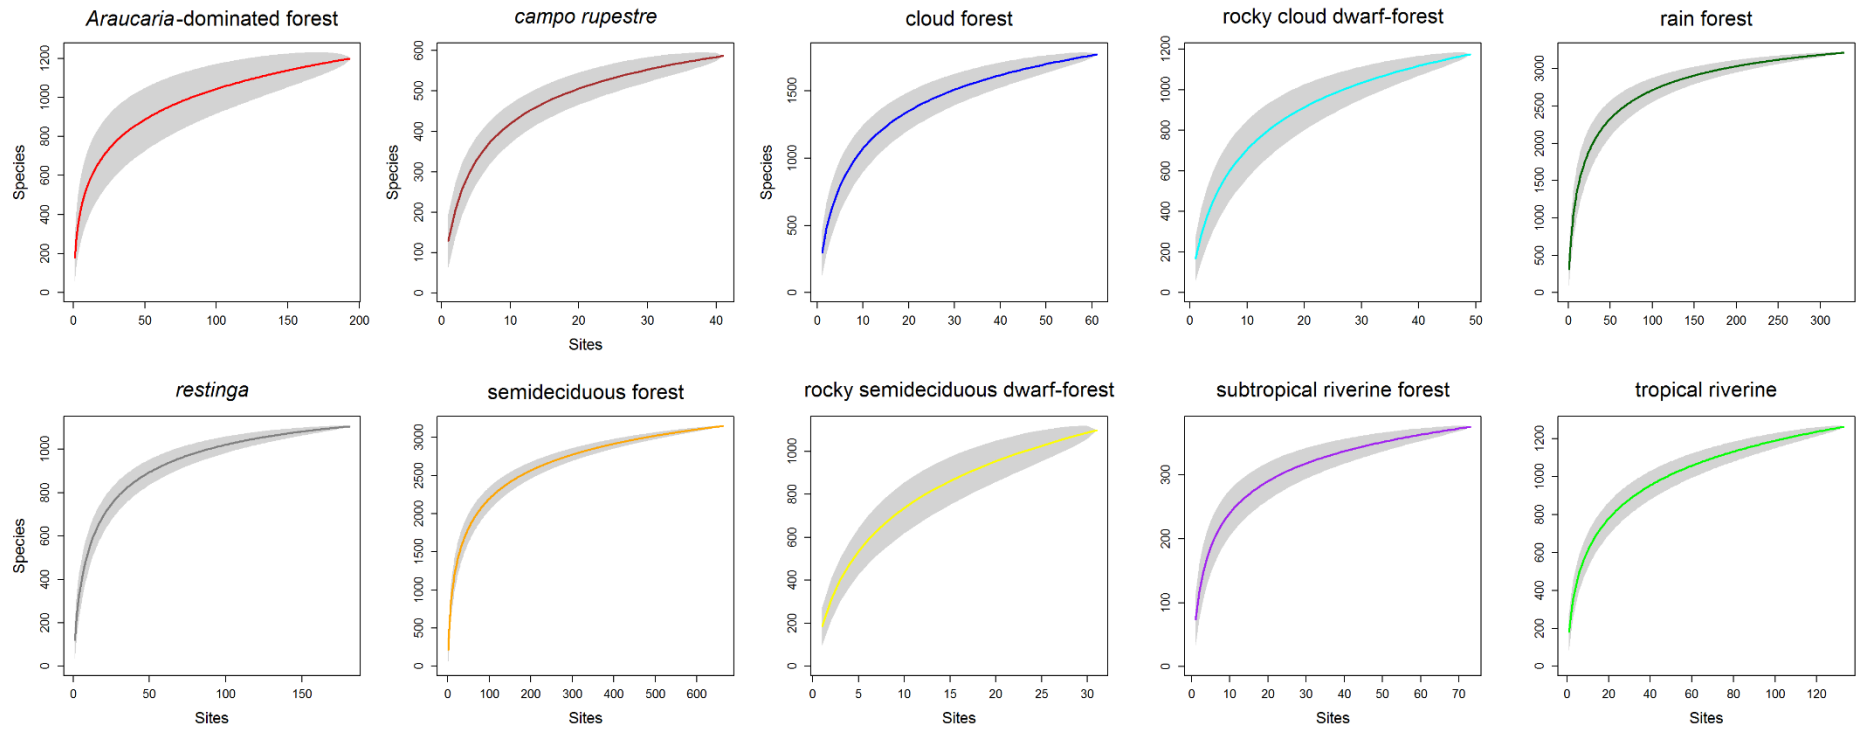 Araucaria-dominated forest
campo rupestre
cloud forest
rocky cloud dwarf-forest
rain forest
Species
0 200 400 600 800 1000 1200
0 50 100 150 200
Species
0 100 200 300 400 500 600
0 10 20 30 40
Sites
Species
0 500 1000 1500
0 10 20 30 40 50 60
0 200 400 600 800 1000 1200
0 10 20 30 40 50
0 500 1000 1500 2000 2500 3000
0 50 100 150 200 250 300
restinga
semideciduous forest
rocky semideciduous dwarf-forest
subtropical riverine forest
tropical riverine
Species
0 200 400 600 800 1000
0 50 100 150
Sites
0 500 1000 1500 2000 2500 3000
0 100 200 300 400 500 600
Sites
0 200 400 600 800 1000
0 5 10 15 20 25 30
Sites
0 100 200 300
0 10 20 30 40 50 60 70
Sites
0 200 400 600 800 1000 1200
0 20 40 60 80 100 120
Sites